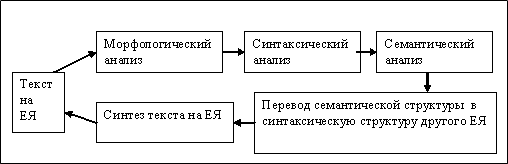 Морфологический
анализ
Синтаксический
анализ
Семантический
анализ
Текст
на
ЕЯ
Синтез текста на ЕЯ
Перевод семантической структуры в
синтаксическую структуру другого ЕЯ